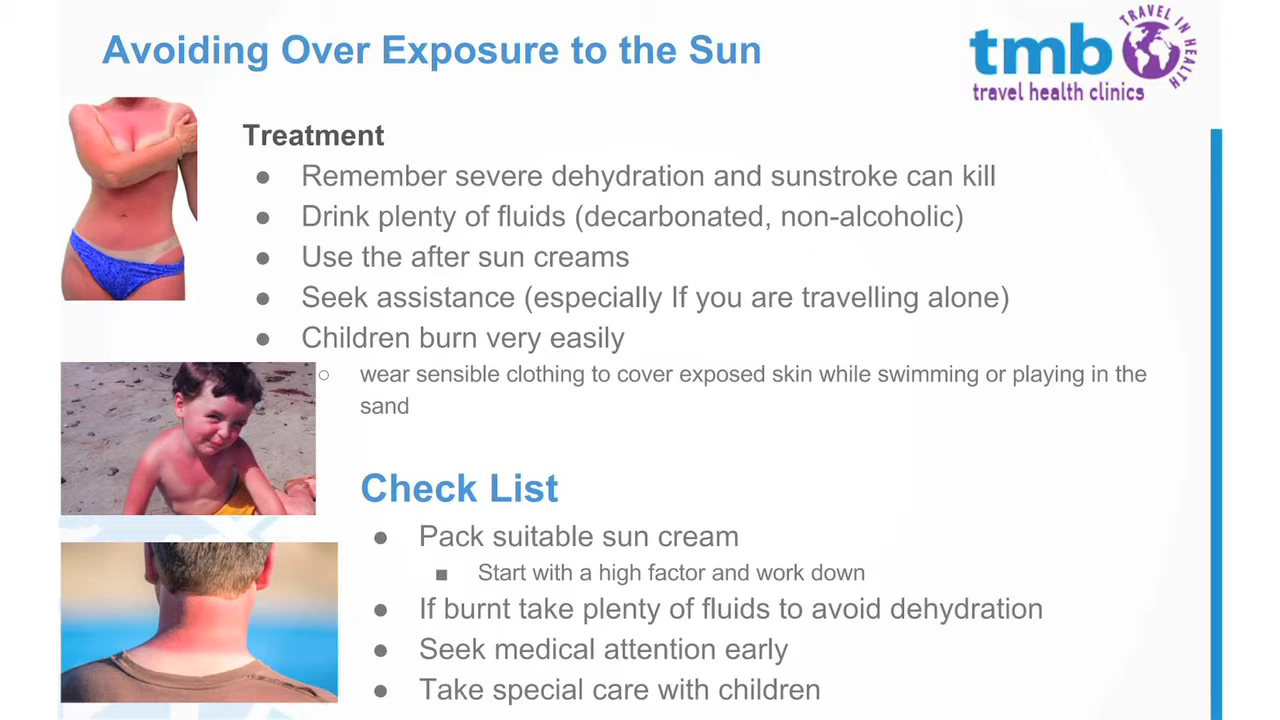 Avoiding Over Exposure to the Sun
tmb
TRAVEL IN HEALTH
travel health clinics
Treatment
● Remember severe dehydration and sunstroke can kill
● Drink plenty of fluids (decarbonated, non-alcoholic)
● Use the after sun creams
● Seek assistance (especially If you are travelling alone)
● Children burn very easily
○ wear sensible clothing to cover exposed skin while swimming or playing in the
sand
Check List
● Pack suitable sun cream
■ Start with a high factor and work down
● If burnt take plenty of fluids to avoid dehydration
● Seek medical attention early
● Take special care with children